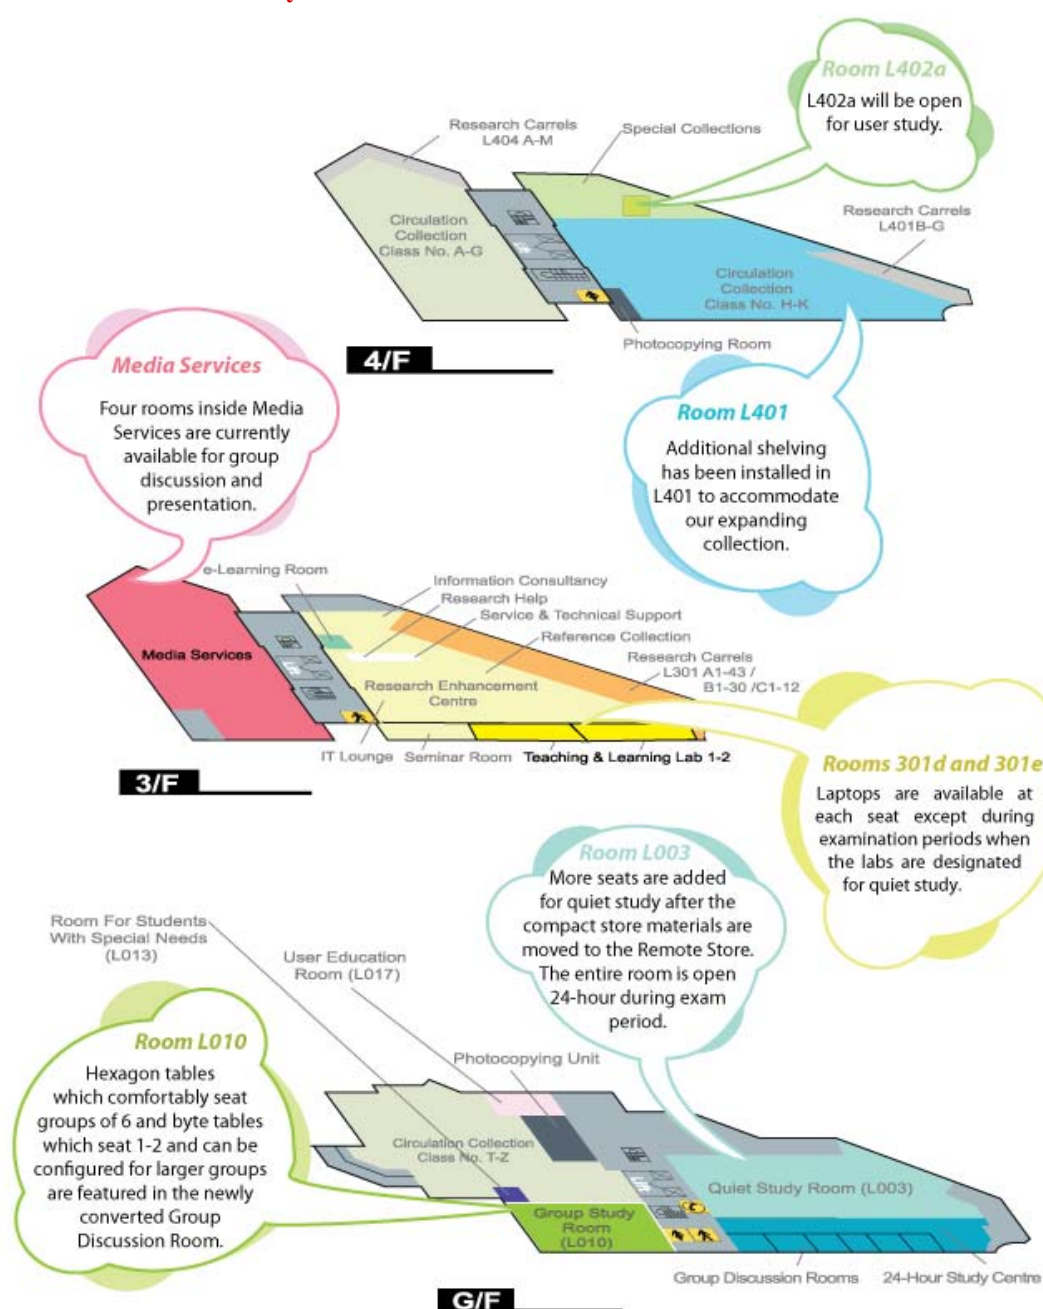 Room L402a
L402a will be open
for user study.
Research Carrels
L404 A-M
Special Collections
Circulation
Collection
Class No. A-G
Research Carrels
L401B-G
Circulation
Collection
Class No. H-K
Photocopying Room
4/F
Media Services
Four rooms inside Media
Services are currently
available for group
discussion and
presentation.
Room L401
Additional shelving
has been installed in
L401 to accommodate
our expanding
collection.
e-Learning Room
Information Consultancy
Research Help
Service & Technical Support
Reference Collection
Research Carrels
L301 A1-43 /
B1-30 /C1-12
Media Services
Research Enhancement
Centre
IT Lounge
Seminar Room
Teaching & Learning Lab 1-2
3/F
Rooms 301d and 301e
Laptops are available at
each seat except during
examination periods when
the labs are designated
for quiet study.
Room L003
More seats are added
for quiet study after the
compact store materials are
moved to the Remote Store.
The entire room is open
24-hour during exam
period.
Room For Students
With Special Needs
(L013)
User Education
Room (L017)
Photocopying Unit
Room L010
Hexagon tables
which comfortably seat
groups of 6 and byte tables
which seat 1-2 and can be
configured for larger groups
are featured in the newly
converted Group
Discussion Room.
Circulation Collection
Class No. T-Z
Quiet Study Room (L003)
Group Study
Room
(L010)
Group Discussion Rooms
24-Hour Study Centre
G/F